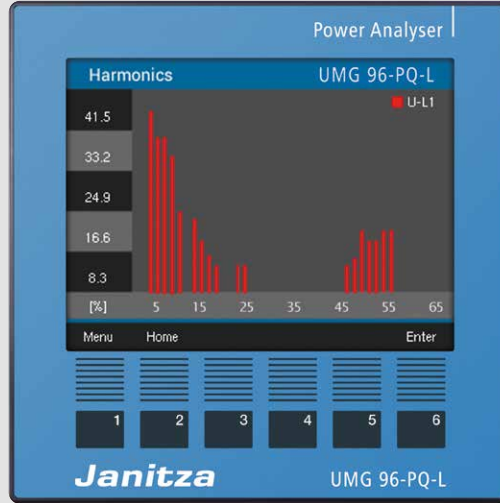 Power Analyser
Harmonics UMG 96-PQ-L
U-L1
41.5
33.2
24.9
16.6
8.3
[%] 5 15 25 35 45 55 65
Menu Home Enter
1 2 3 4 5 6
Janitza UMG 96-PQ-L